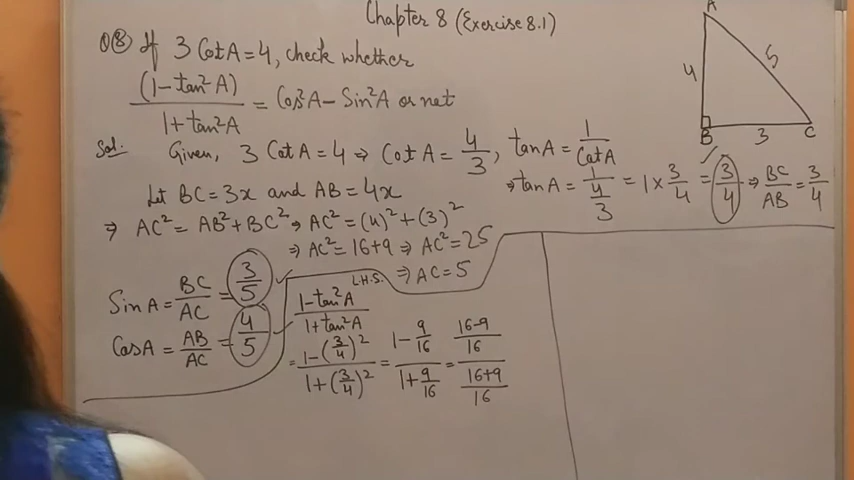 Chapter 8 (Exercise 8.1)
Q⑧ If 3 Cot A = 4, check whether
(1 - tan²A) / 1 + tan²A = Cos²A - Sin²A or not
Sol. Given, 3 Cot A = 4 ⇒ Cot A = 4/3, tan A = 1/Cot A
⇒ tan A = 1/(4/3) = 1 × 3/4 = 3/4 ⇒ BC/AB = 3/4
Let BC = 3x and AB = 4x
⇒ AC² = AB² + BC² ⇒ AC² = (4)² + (3)²
⇒ AC² = 16 + 9 ⇒ AC² = 25
⇒ AC = 5
Sin A = BC/AC = 3/5
Cos A = AB/AC = 4/5
L.H.S.
1 - tan²A / 1 + tan²A
= 1 - (3/4)² / 1 + (3/4)² = 1 - 9/16 / 1 + 9/16 = 16-9/16 / 16+9/16
A
4
5
B
3
C